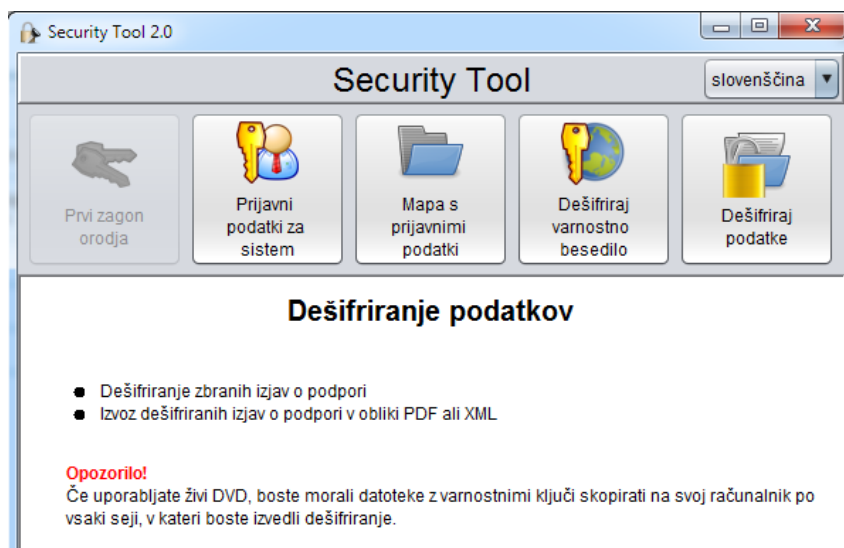 Security Tool 2.0
Security Tool
slovenščina
Prvi zagon
orodja
Prijavni
podatki za
sistem
Mapa s
prijavnimi
podatki
Dešifriraj
varnostno
besedilo
Dešifriraj
podatke
Dešifriranje podatkov
Dešifriranje zbranih izjav o podpori
Izvoz dešifriranih izjav o podpori v obliki PDF ali XML
Opozorilo!
Če uporabljate živi DVD, boste morali datoteke z varnostnimi ključi skopirati na svoj računalnik po
vsaki seji, v kateri boste izvedli dešifriranje.